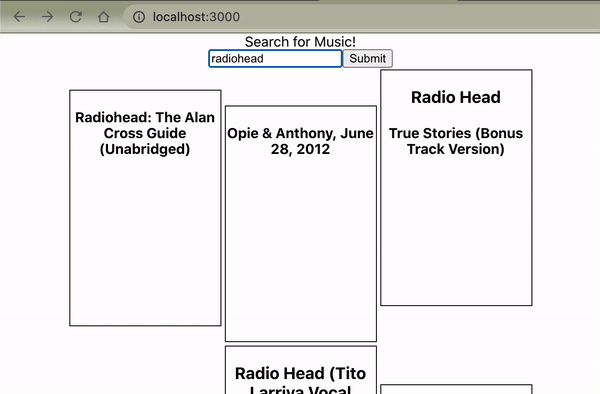 localhost:3000
Search for Music!
radiohead Submit
Radiohead: The Alan
Cross Guide
(Unabridged)
Opie & Anthony, June
28, 2012
Radio Head
True Stories (Bonus
Track Version)
Radio Head (Tito
Larriva Vocal